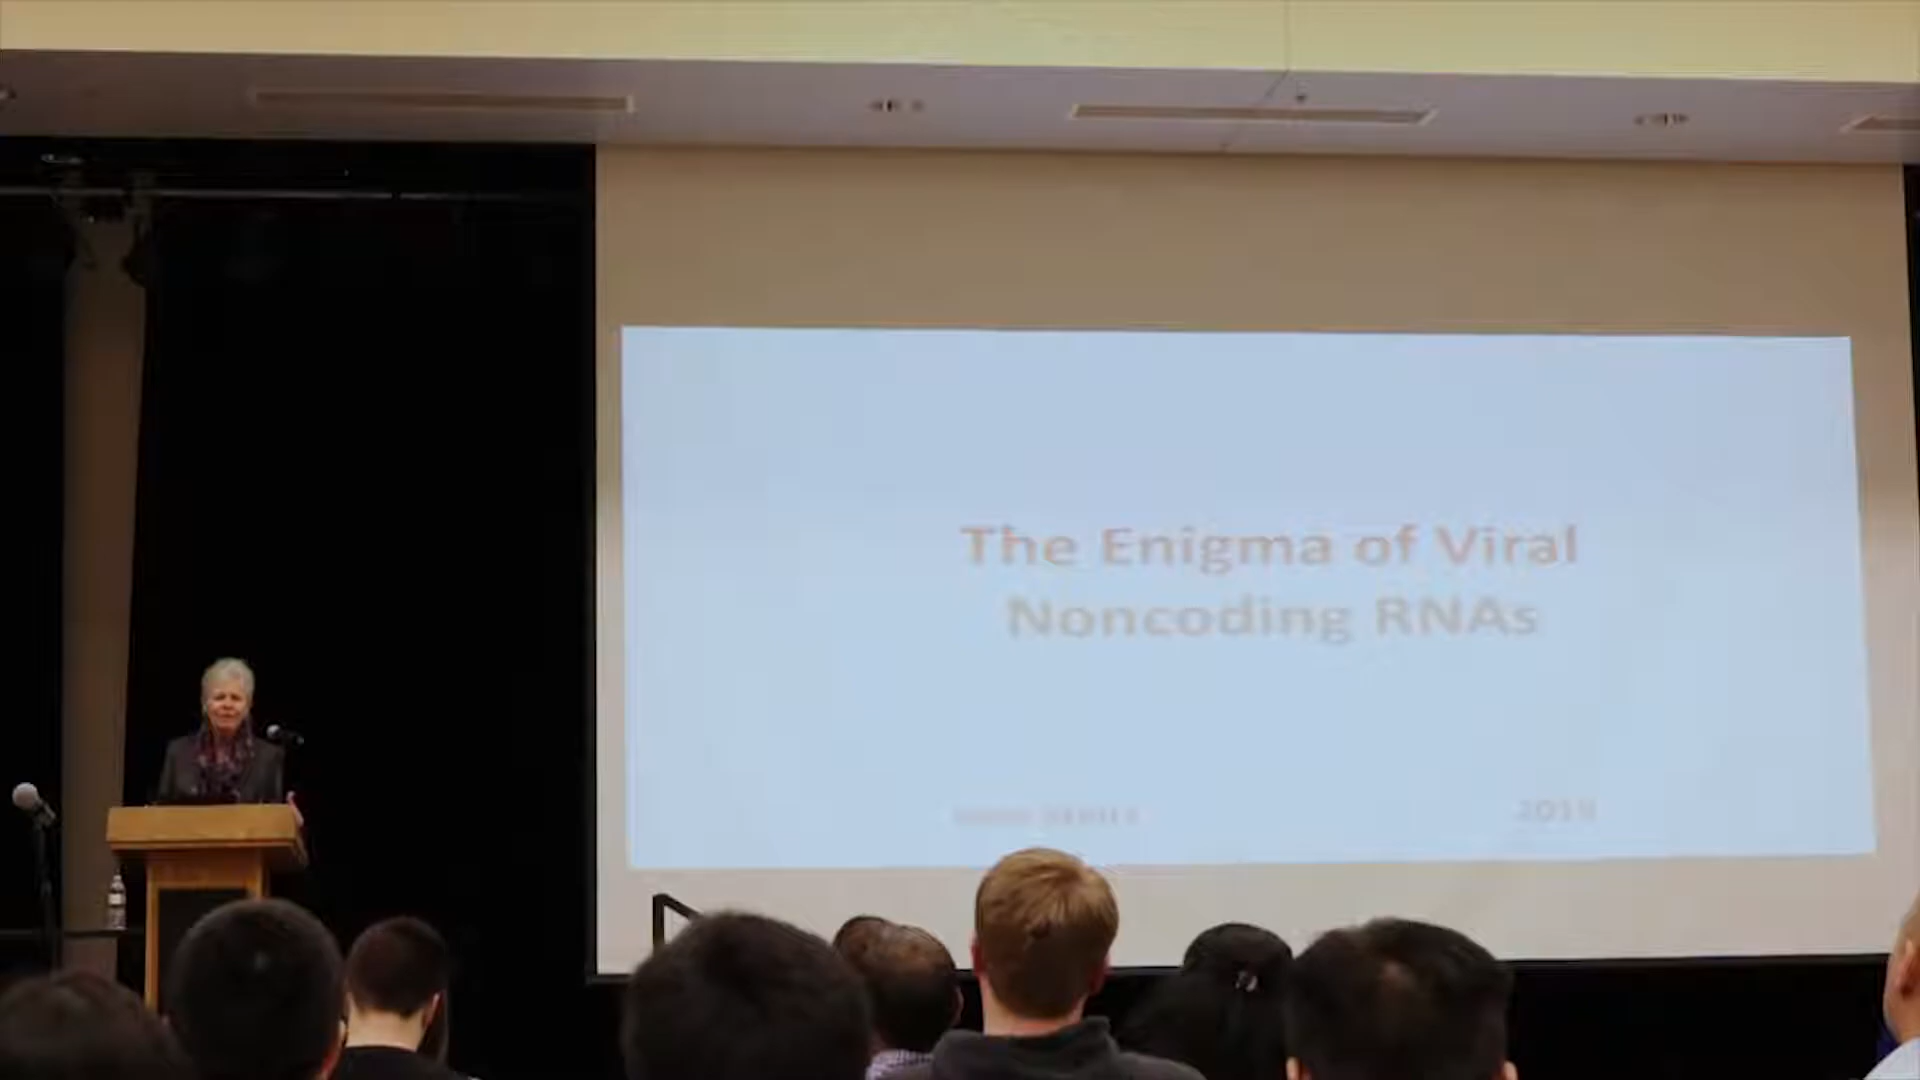 The Enigma of Viral
Noncoding RNAs